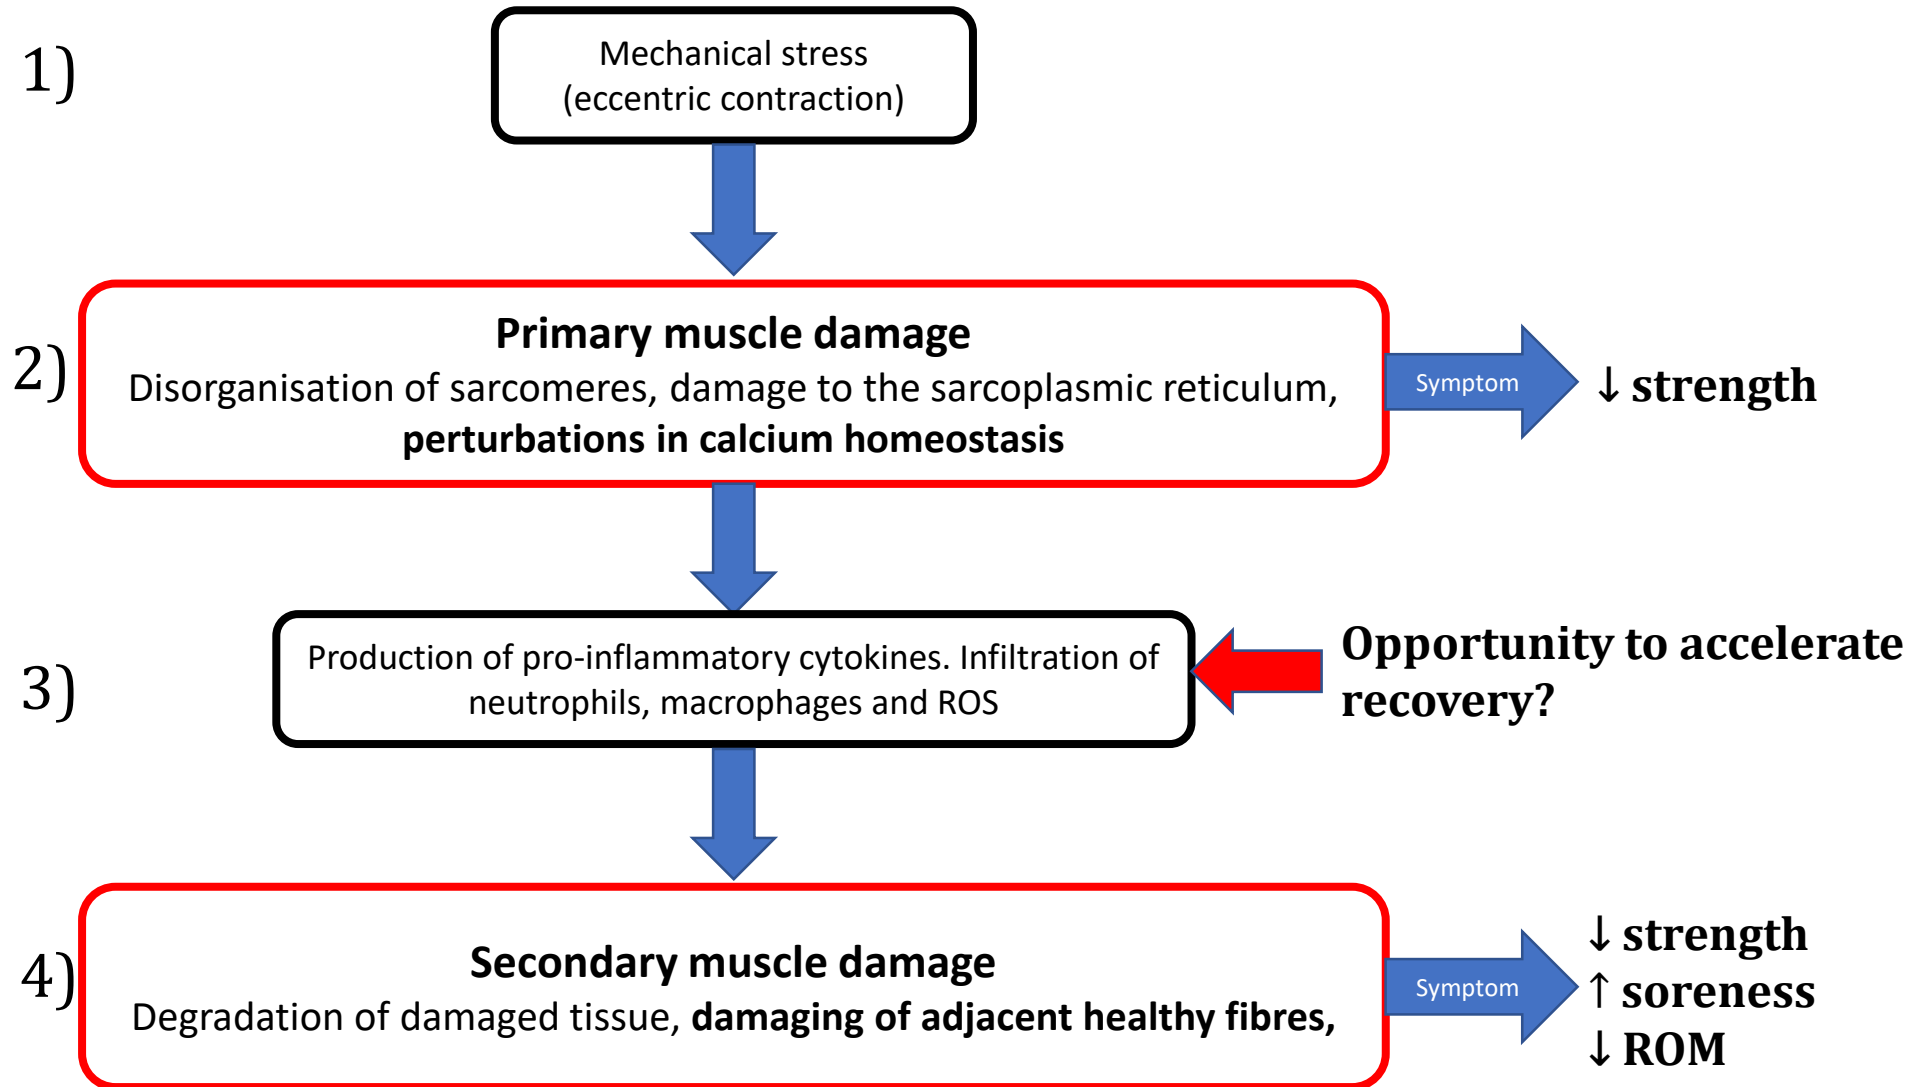 1)
Mechanical stress
(eccentric contraction)
2)
Primary muscle damage
Disorganisation of sarcomeres, damage to the sarcoplasmic reticulum,
perturbations in calcium homeostasis
Symptom
↓ strength
3)
Production of pro-inflammatory cytokines. Infiltration of
neutrophils, macrophages and ROS
Opportunity to accelerate
recovery?
4)
Secondary muscle damage
Degradation of damaged tissue, damaging of adjacent healthy fibres,
Symptom
↓ strength
↑ soreness
↓ ROM